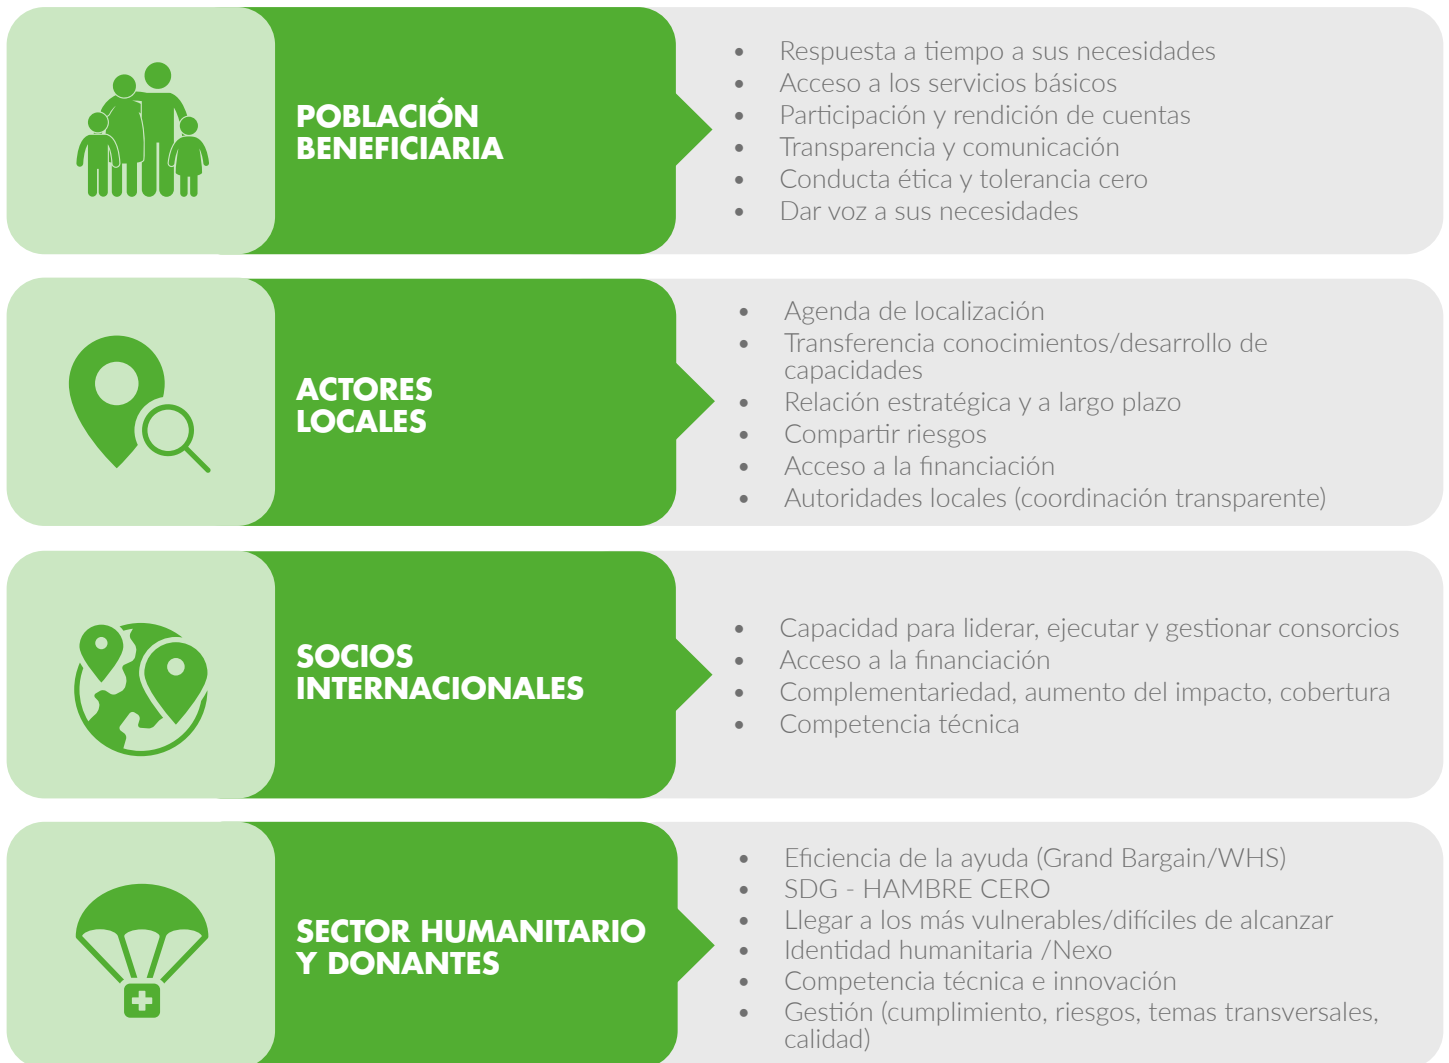 POBLACIÓN
BENEFICIARIA
• Respuesta a tiempo a sus necesidades
• Acceso a los servicios básicos
• Participación y rendición de cuentas
• Transparencia y comunicación
• Conducta ética y tolerancia cero
• Dar voz a sus necesidades
ACTORES
LOCALES
• Agenda de localización
• Transferencia conocimientos/desarrollo de
capacidades
• Relación estratégica y a largo plazo
• Compartir riesgos
• Acceso a la financiación
• Autoridades locales (coordinación transparente)
SOCIOS
INTERNACIONALES
• Capacidad para liderar, ejecutar y gestionar consorcios
• Acceso a la financiación
• Complementariedad, aumento del impacto, cobertura
• Competencia técnica
SECTOR HUMANITARIO
Y DONANTES
• Eficiencia de la ayuda (Grand Bargain/WHS)
• SDG - HAMBRE CERO
• Llegar a los más vulnerables/difíciles de alcanzar
• Identidad humanitaria /Nexo
• Competencia técnica e innovación
• Gestión (cumplimiento, riesgos, temas transversales,
calidad)